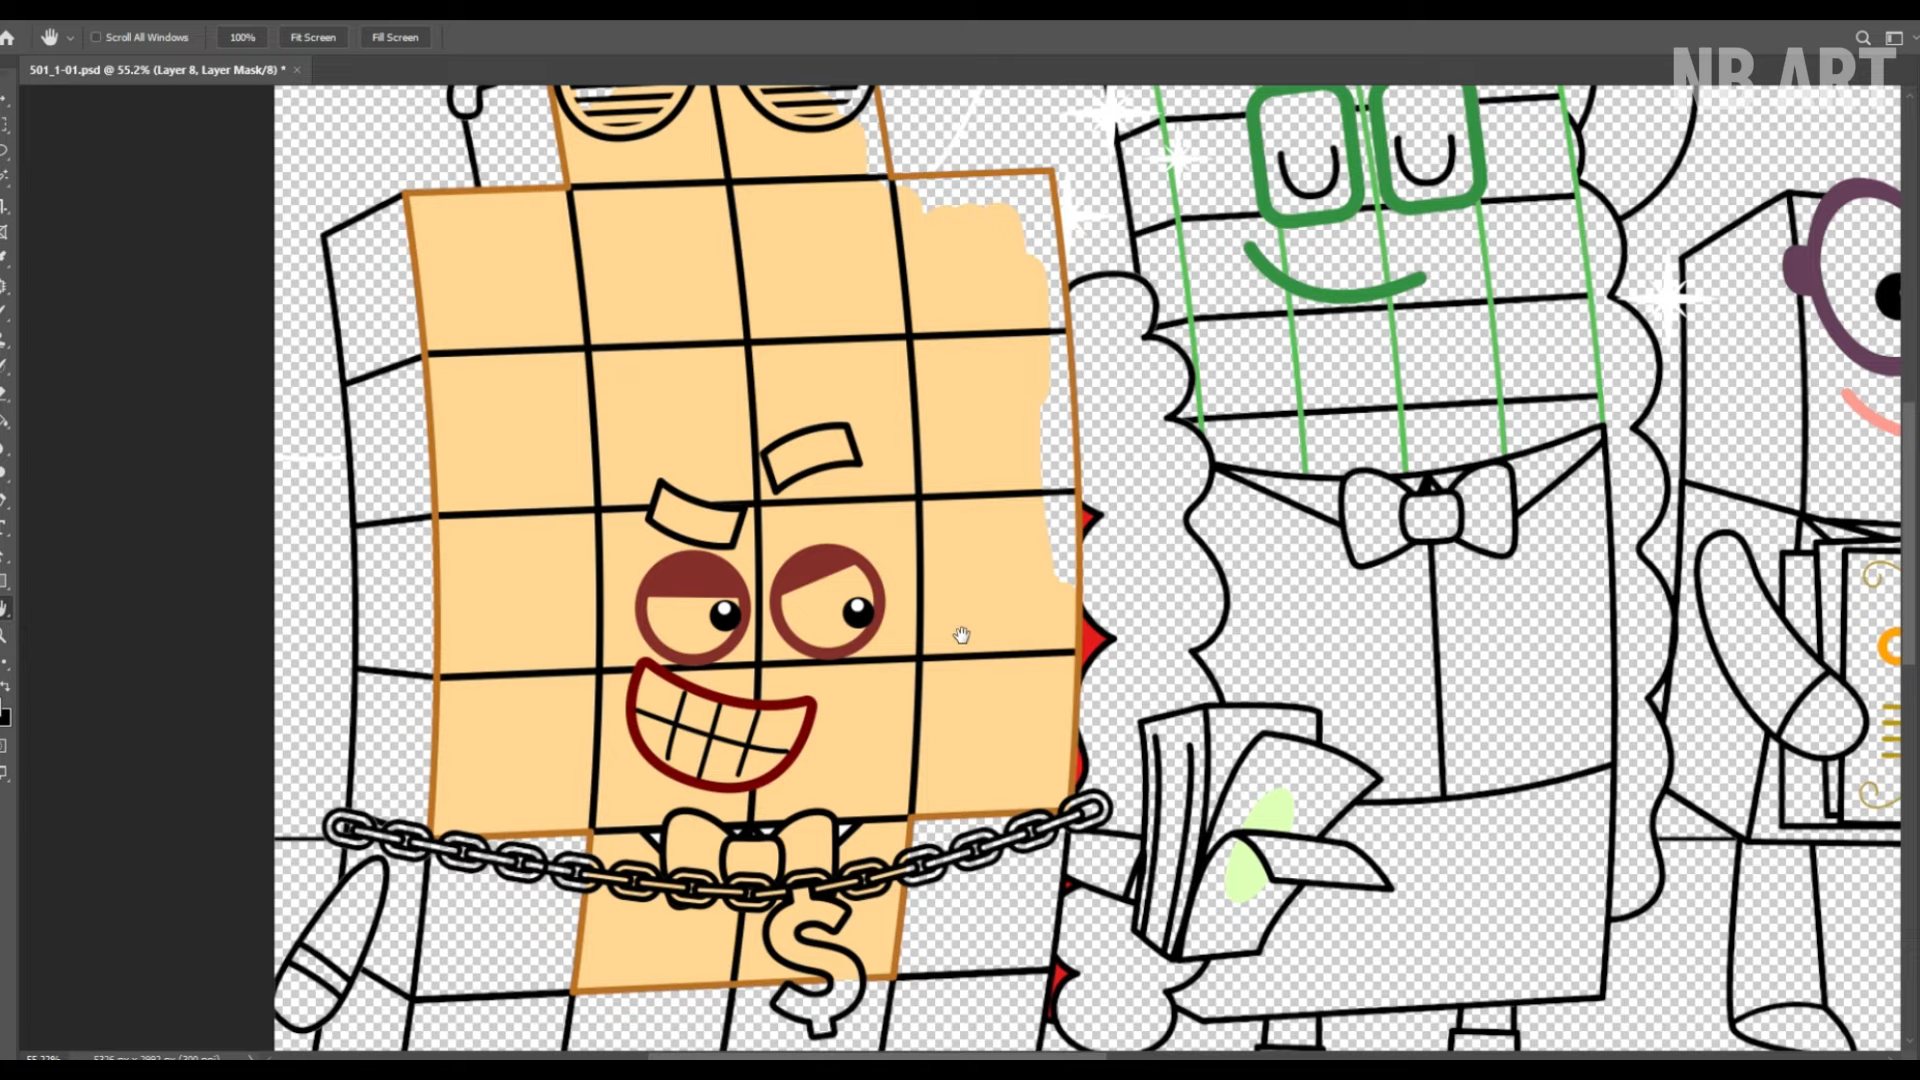 Scroll All Windows
100%
Fit Screen
Fill Screen
501_1-01.psd @ 55.2% (Layer 8, Layer Mask/8) *
NB ART
$